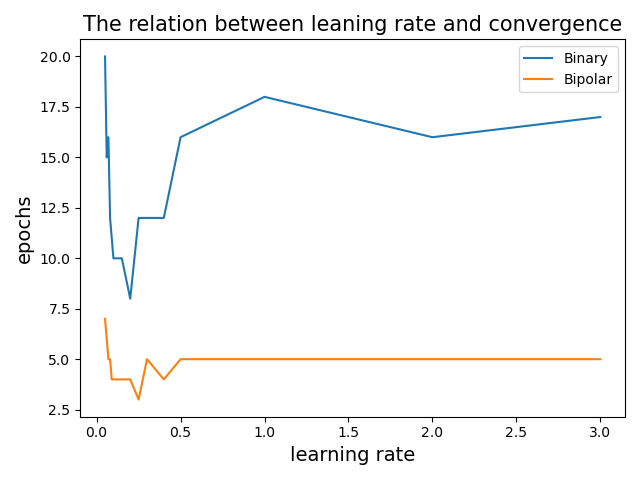 The relation between leaning rate and convergence
Binary
Bipolar
epochs
20.0
17.5
15.0
12.5
10.0
7.5
5.0
2.5
0.0 0.5 1.0 1.5 2.0 2.5 3.0
learning rate